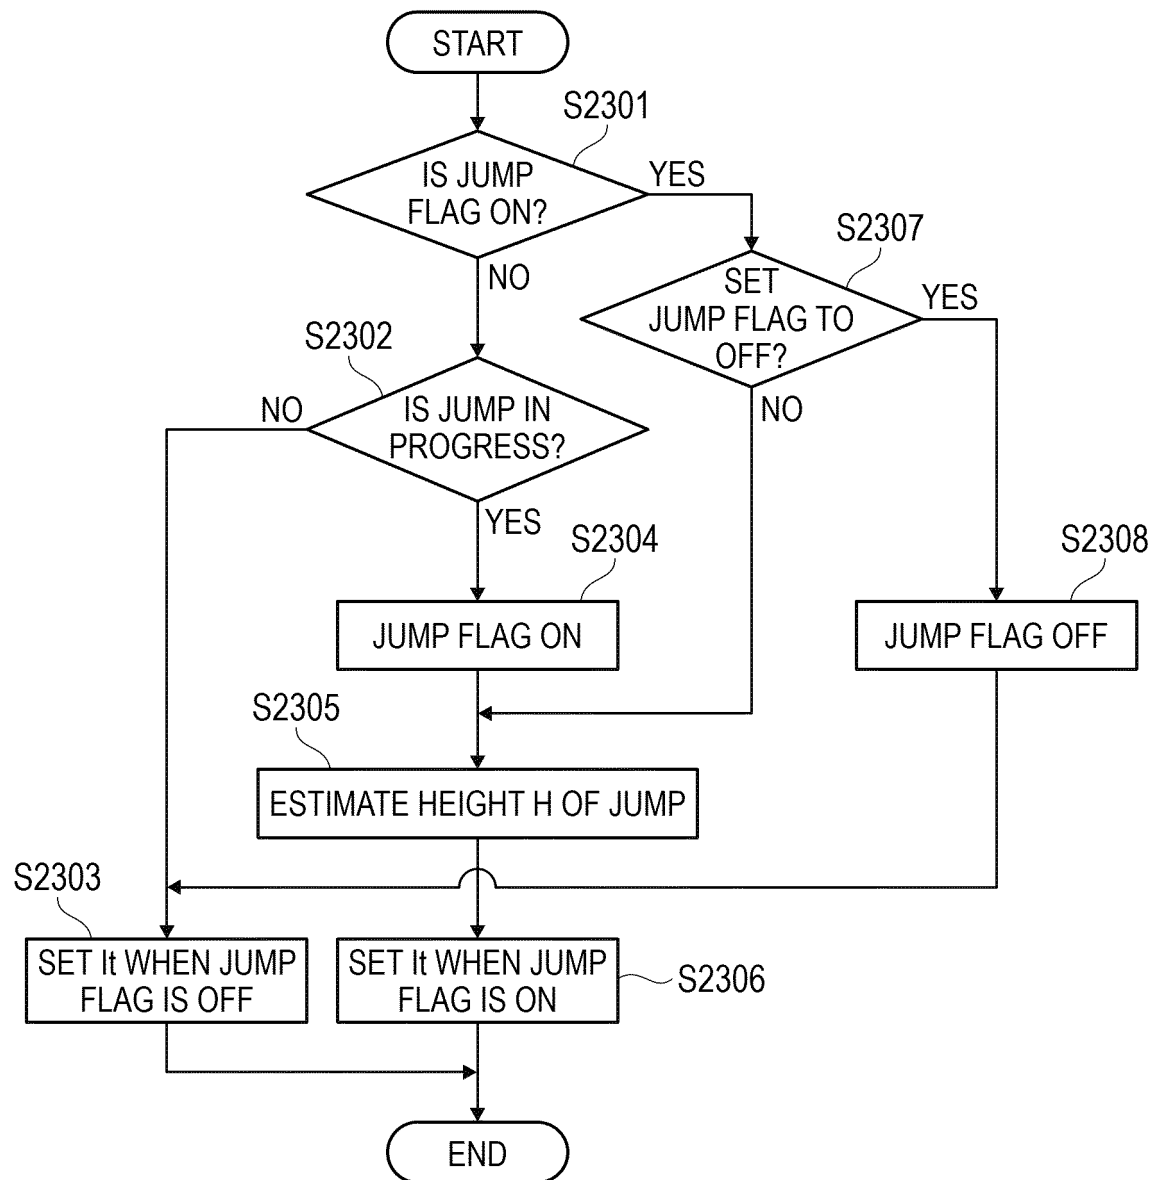 START
S2301
IS JUMP
FLAG ON?
YES
NO
S2307
SET
JUMP FLAG TO
OFF?
YES
NO
S2302
IS JUMP IN
PROGRESS?
NO
YES
S2304
JUMP FLAG ON
S2308
JUMP FLAG OFF
S2305
ESTIMATE HEIGHT H OF JUMP
S2303
SET It WHEN JUMP
FLAG IS OFF
SET It WHEN JUMP
FLAG IS ON
S2306
END